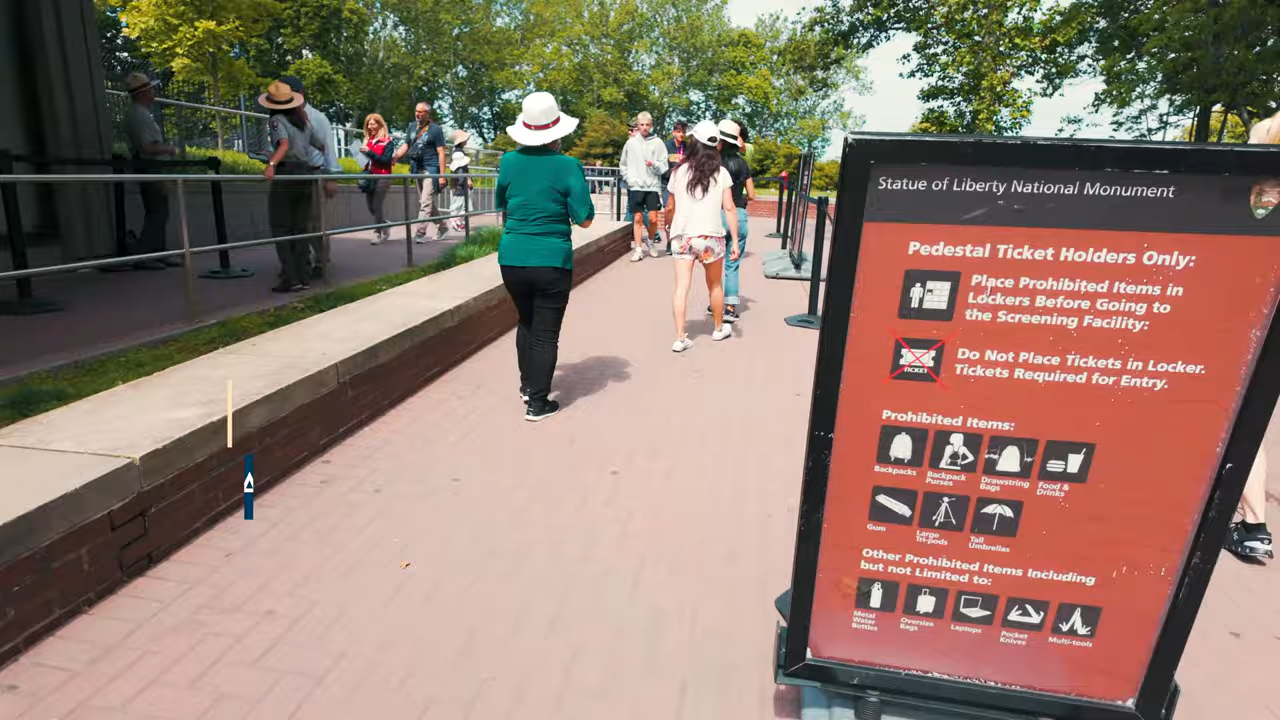 Statue of Liberty National Monument
Pedestal Ticket Holders Only:
Place Prohibited Items in
Lockers Before Going to
the Screening Facility:
TICKET
Do Not Place Tickets in Locker.
Tickets Required for Entry.
Prohibited Items:
Backpacks
Backpack
Purses
Drawstring
Bags
Food &
Drinks
Gum
Large
Tri-pods
Tall
Umbrellas
Other Prohibited Items Including
but not Limited to:
Metal
Water
Bottles
Oversize
Bags
Laptops
Pocket
Knives
Multi-tools